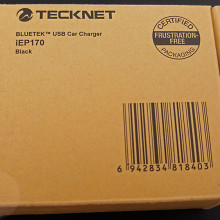 TECKNET
BLUETEK™ USB Car Charger
iEP170
Black
CERTIFIED
FRUSTRATION-
FREE
PACKAGING
6 942834 818403